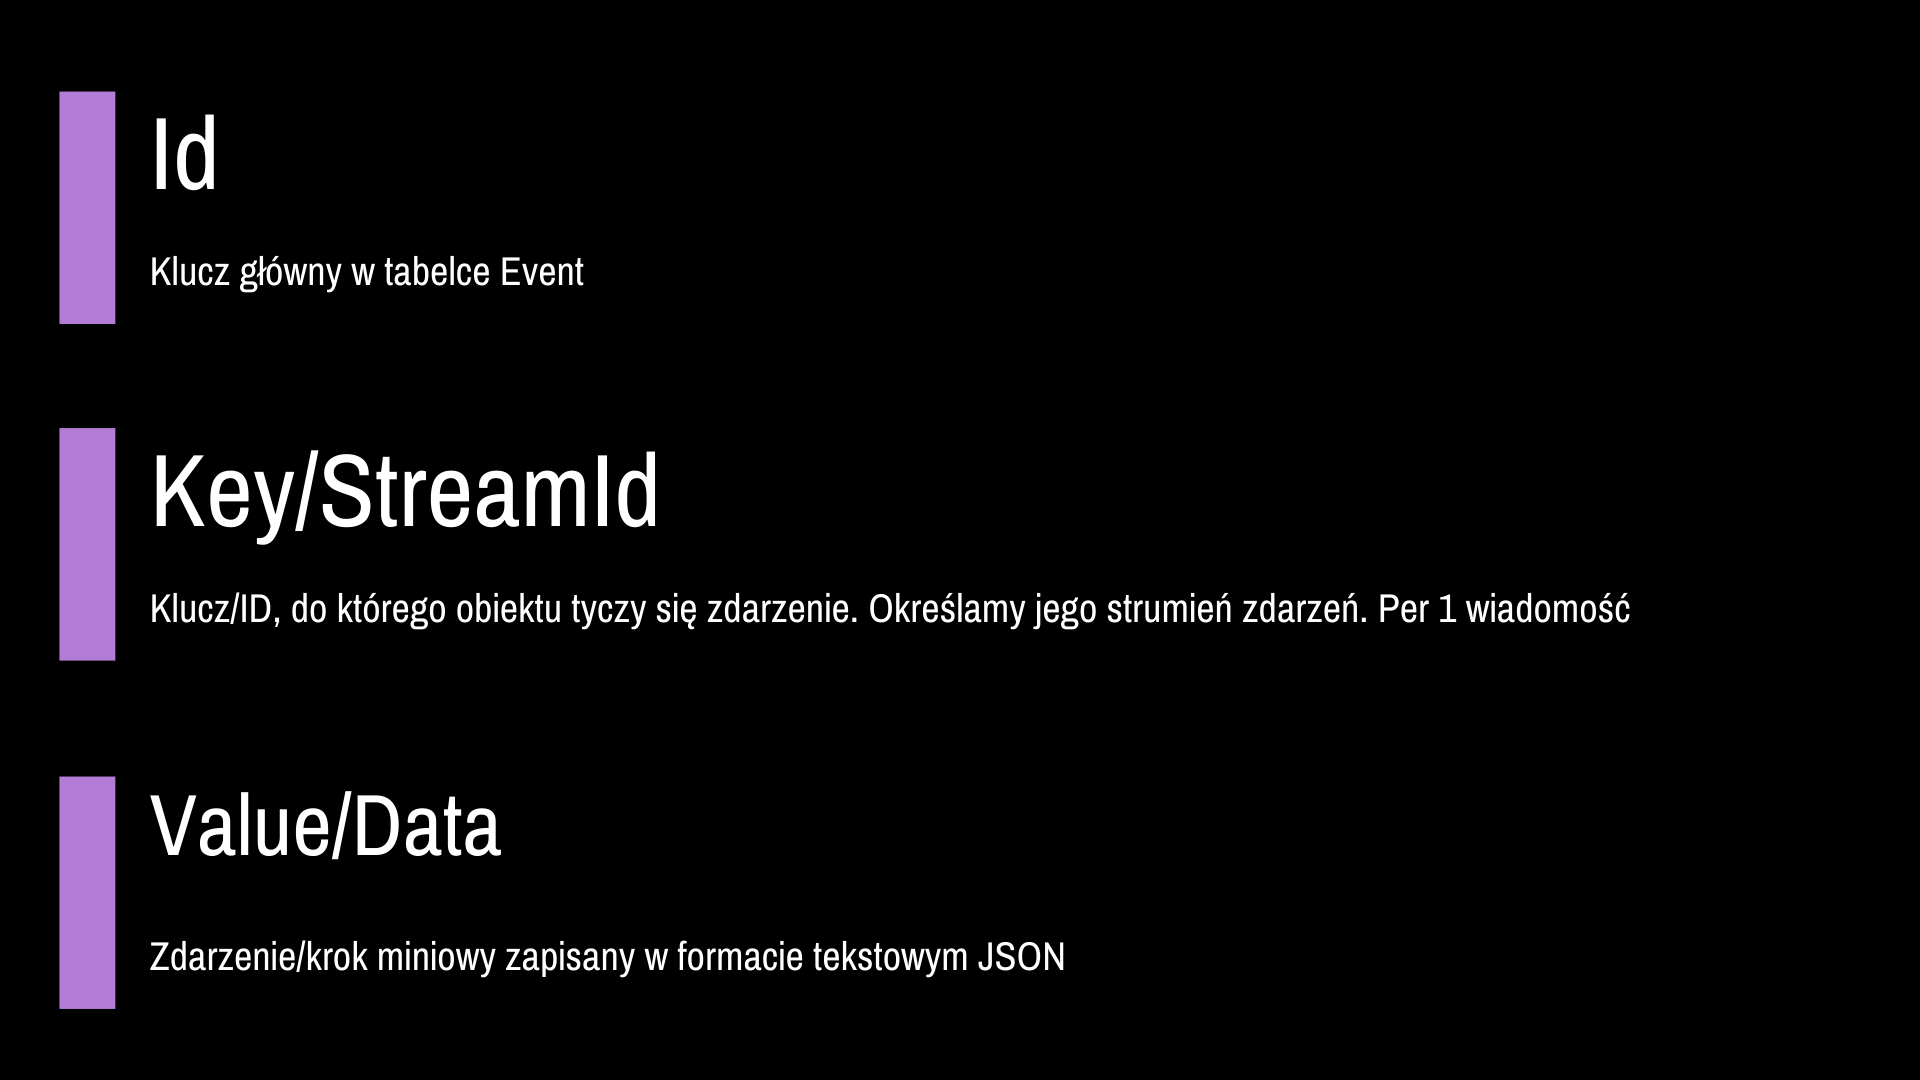 Id
Klucz główny w tabelce Event
Key/StreamId
Klucz/ID, do którego obiektu tyczy się zdarzenie. Określamy jego strumień zdarzeń. Per 1 wiadomość
Value/Data
Zdarzenie/krok miniowy zapisany w formacie tekstowym JSON